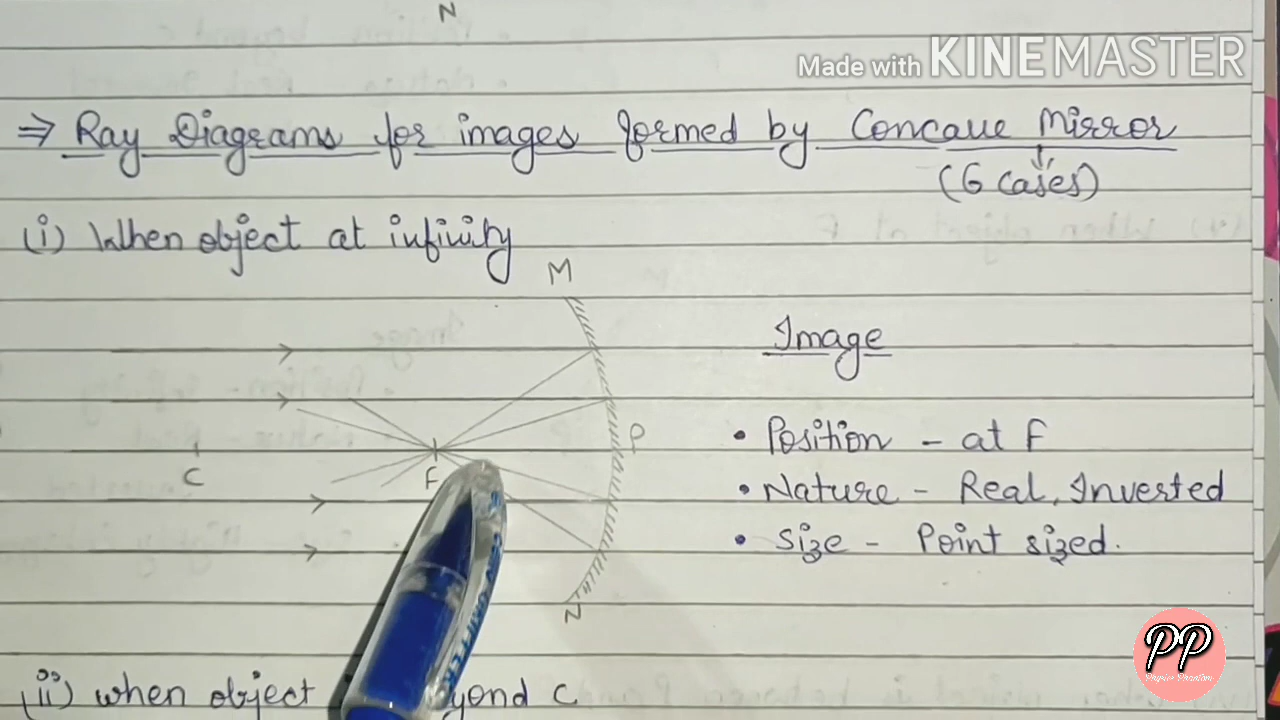 N
Made with KINEMASTER
⇒ Ray Diagrams for images formed by Concave Mirror
(6 Cases)
(i) When object at infinity
M
Image
P
C
F
• Position - at F
• Nature - Real, Inverted
• Size - Point sized.
N
PP
(ii) when object yond C